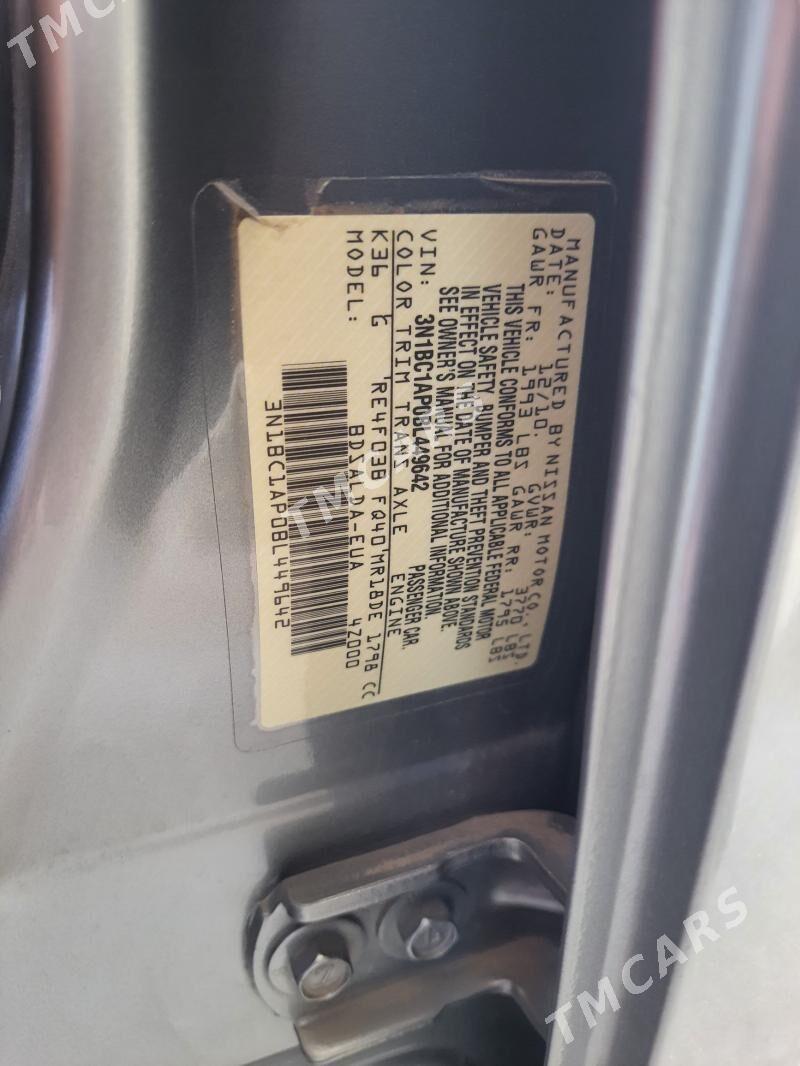 TMCARS
MANUFACTURED BY NISSAN MOTOR CO., LTD.
DATE: 12/10: GVWR: 3770 LBS
GAWR FR: 1993 LBS GAWR RR: 1795 LBS
THIS VEHICLE CONFORMS TO ALL APPLICABLE FEDERAL MOTOR
VEHICLE SAFETY, BUMPER AND THEFT PREVENTION STANDARDS
IN EFFECT ON THE DATE OF MANUFACTURE SHOWN ABOVE.
SEE OWNER'S MANUAL FOR ADDITIONAL INFORMATION.
VIN: 3N1BC1AP0BL449642 PASSENGER CAR.
COLOR TRIM TRANS AXLE ENGINE
K36 G RE4F03B FQ40 MR18DE 1798 CC
MODEL: BDSALDA-EUA 4Z000
3N1BC1AP0BL449642
TMCARS
TMCARS